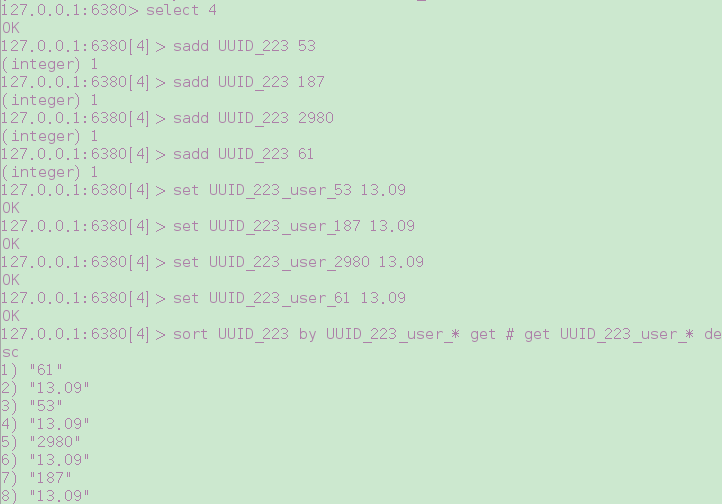 127.0.0.1:6380> select 4
OK
127.0.0.1:6380[4]> sadd UUID_223 53
(integer) 1
127.0.0.1:6380[4]> sadd UUID_223 187
(integer) 1
127.0.0.1:6380[4]> sadd UUID_223 2980
(integer) 1
127.0.0.1:6380[4]> sadd UUID_223 61
(integer) 1
127.0.0.1:6380[4]> set UUID_223_user_53 13.09
OK
127.0.0.1:6380[4]> set UUID_223_user_187 13.09
OK
127.0.0.1:6380[4]> set UUID_223_user_2980 13.09
OK
127.0.0.1:6380[4]> set UUID_223_user_61 13.09
OK
127.0.0.1:6380[4]> sort UUID_223 by UUID_223_user_* get # get UUID_223_user_* de
sc
1) "61"
2) "13.09"
3) "53"
4) "13.09"
5) "2980"
6) "13.09"
7) "187"
8) "13.09"